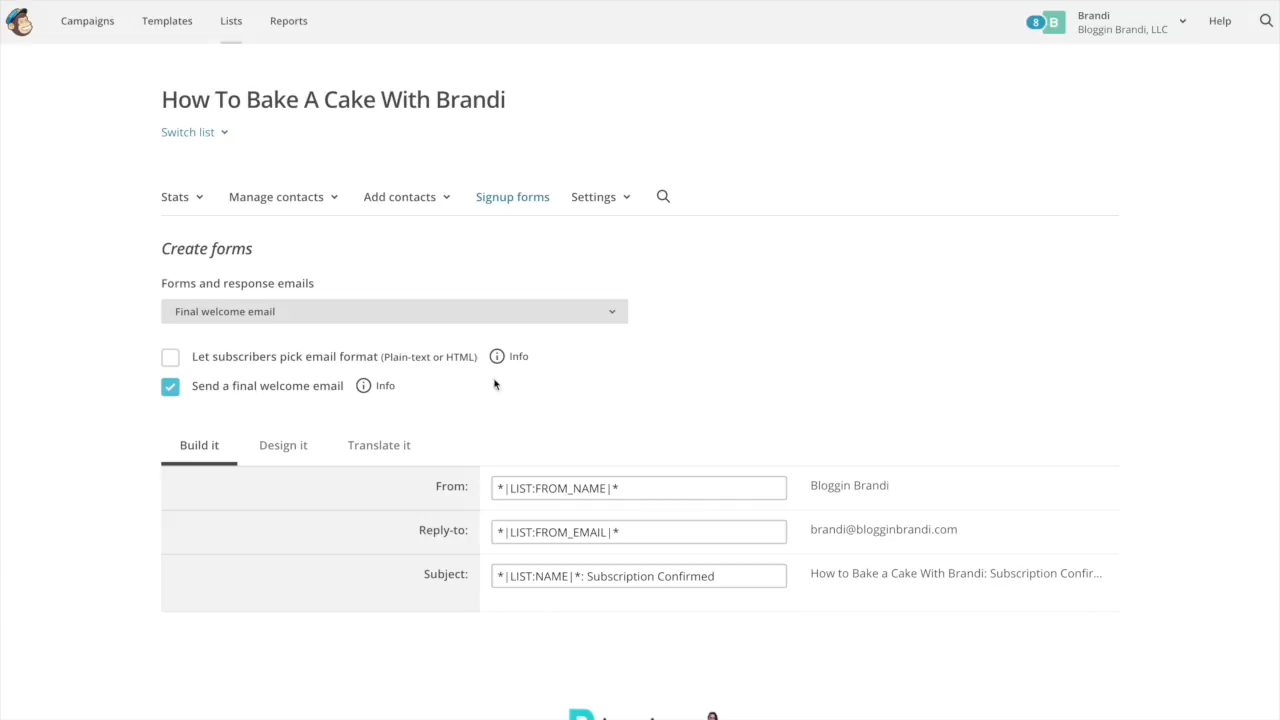 Campaigns Templates Lists Reports
8 B Brandi Help
Bloggin Brandi, LLC
How To Bake A Cake With Brandi
Switch list
Stats Manage contacts Add contacts Signup forms Settings
Create forms
Forms and response emails
Final welcome email
Let subscribers pick email format (Plain-text or HTML) i Info
Send a final welcome email i Info
Build it Design it Translate it
From: *|LIST:FROM_NAME|* Bloggin Brandi
Reply-to: *|LIST:FROM_EMAIL|* brandi@blogginbrandi.com
Subject: *|LIST:NAME|*: Subscription Confirmed How to Bake a Cake With Brandi: Subscription Confir...